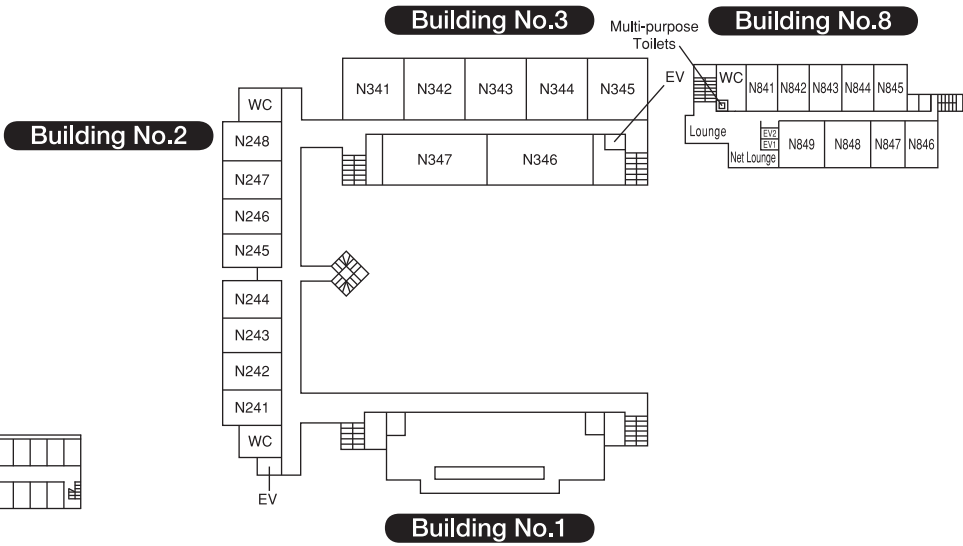 Building No.3
Multi-purpose
Toilets
Building No.8
EV
WC
N841
N842
N843
N844
N845
Lounge
EV2
EV1
Net Lounge
N849
N848
N847
N846
N341
N342
N343
N344
N345
N347
N346
Building No.2
WC
N248
N247
N246
N245
N244
N243
N242
N241
WC
EV
Building No.1